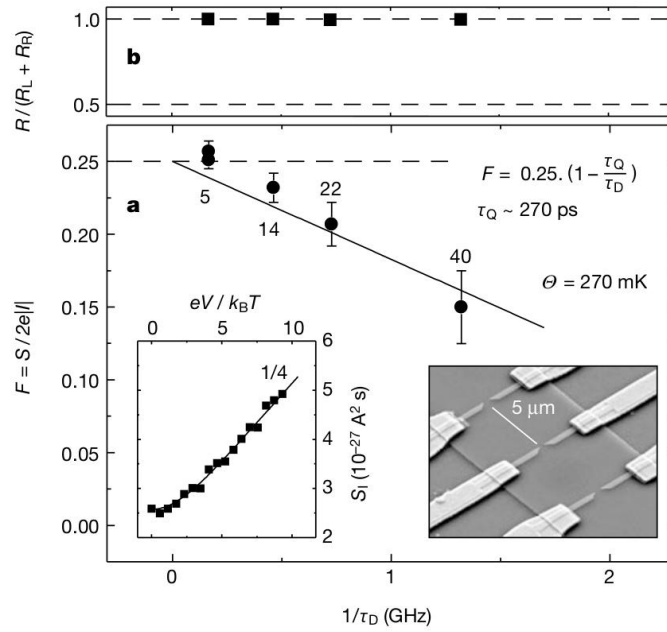 R / (R_L + R_R)
1.0
0.5
b
F = S / 2e|I|
0.25
0.20
0.15
0.10
0.05
0.00
a
5
14
22
40
F = 0.25. (1 – τ_Q/τ_D)
τ_Q ~ 270 ps
Θ = 270 mK
eV / k_BT
0 5 10
1/4
6
5
4
3
2
S_I (10⁻²⁷ A² s)
5 μm
0 1 2
1/τ_D (GHz)